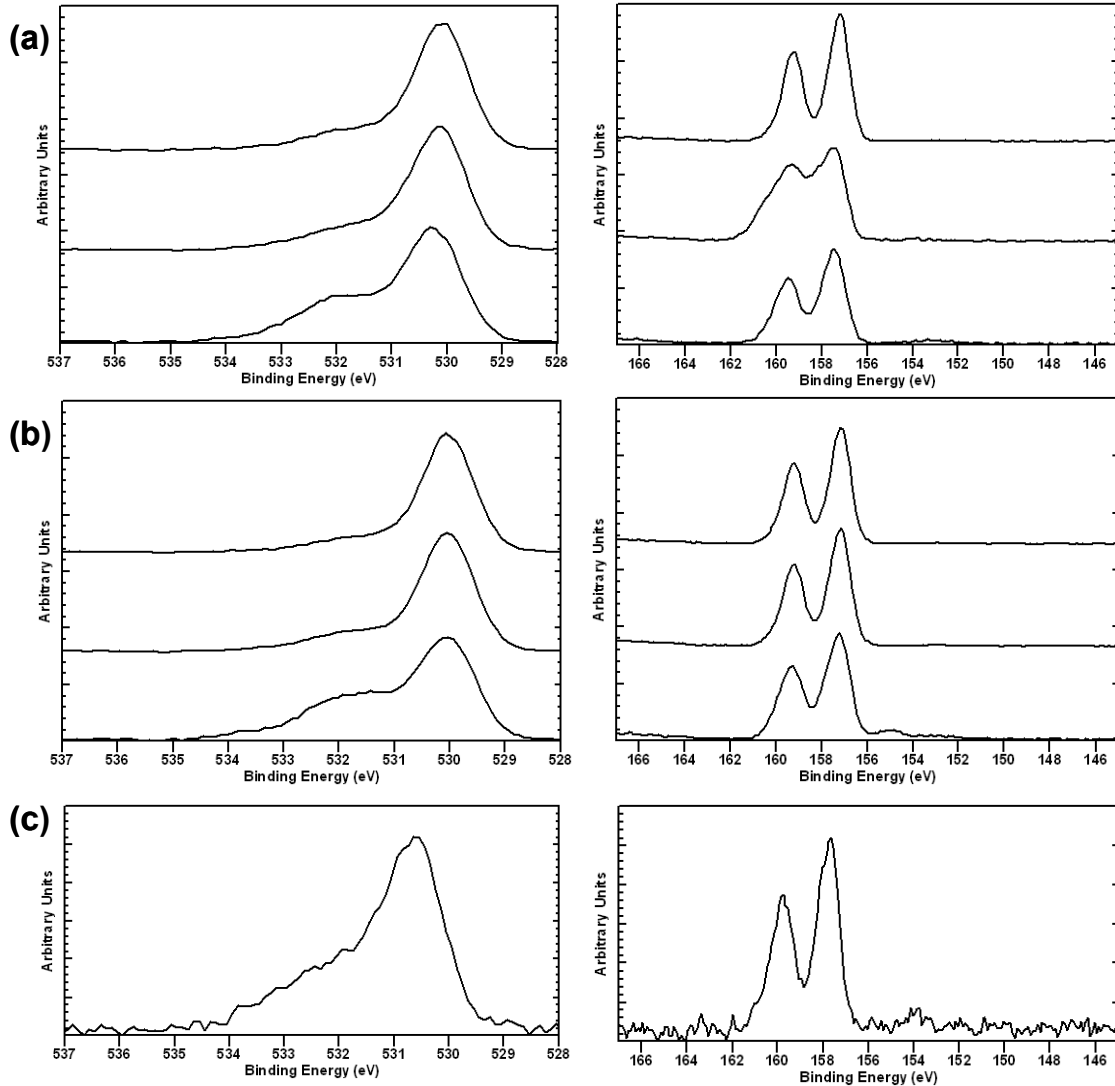 (a)
Arbitrary Units
537 536 535 534 533 532 531 530 529 528
Binding Energy (eV)
Arbitrary Units
166 164 162 160 158 156 154 152 150 148 146
Binding Energy (eV)
(b)
Arbitrary Units
537 536 535 534 533 532 531 530 529 528
Binding Energy (eV)
Arbitrary Units
166 164 162 160 158 156 154 152 150 148 146
Binding Energy (eV)
(c)
Arbitrary Units
537 536 535 534 533 532 531 530 529 528
Binding Energy (eV)
Arbitrary Units
166 164 162 160 158 156 154 152 150 148 146
Binding Energy (eV)